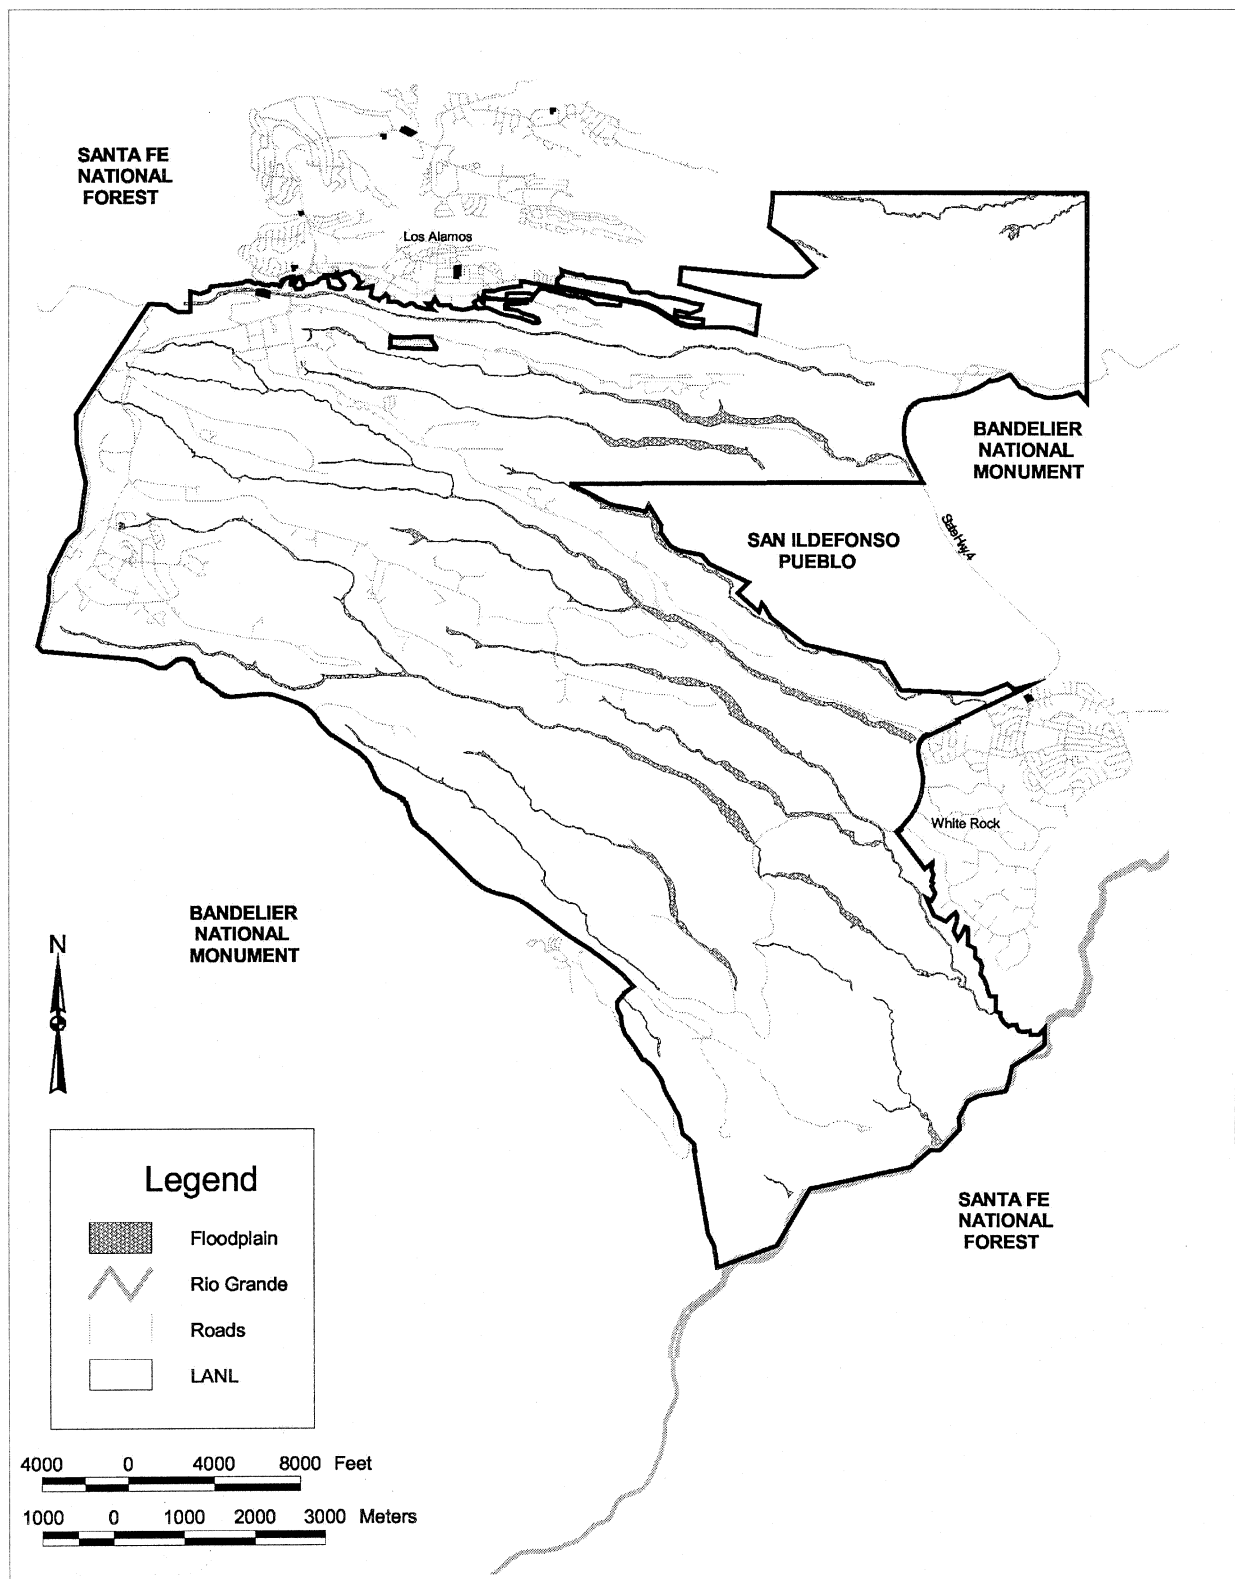 SANTA FE
NATIONAL
FOREST
Los Alamos
BANDELIER
NATIONAL
MONUMENT
State Hwy 4
SAN ILDEFONSO
PUEBLO
White Rock
BANDELIER
NATIONAL
MONUMENT
N
SANTA FE
NATIONAL
FOREST
Legend
Floodplain
Rio Grande
Roads
LANL
4000 0 4000 8000 Feet
1000 0 1000 2000 3000 Meters